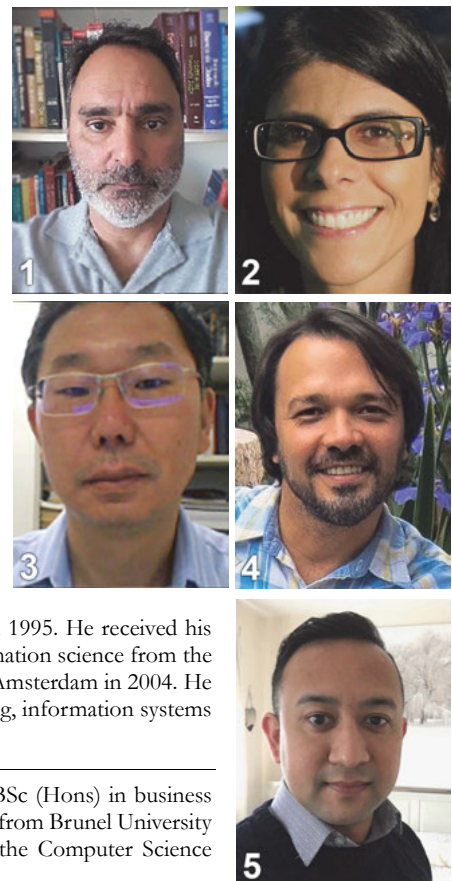 1
2
3
4
1995. He received his
nation science from the
Amsterdam in 2004. He
g, information systems
BSc (Hons) in business
from Brunel University
the Computer Science
5